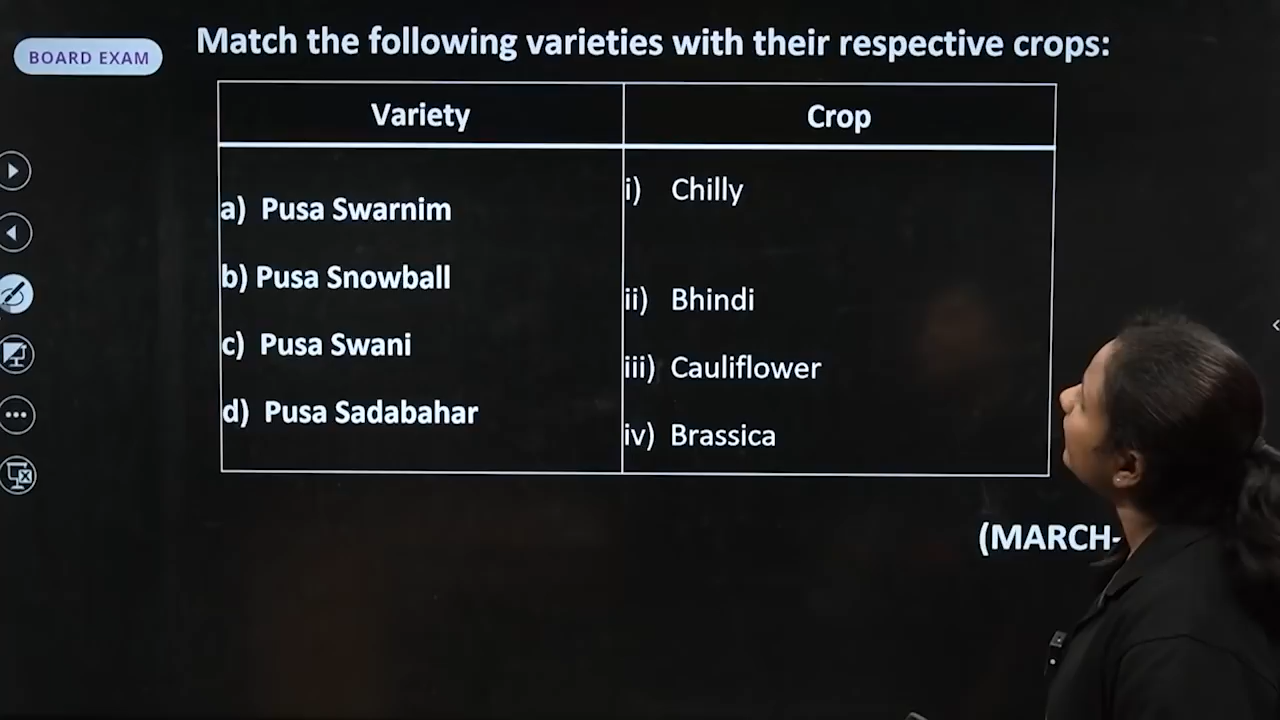 BOARD EXAM
Match the following varieties with their respective crops:
Variety
Crop
a) Pusa Swarnim
b) Pusa Snowball
c) Pusa Swani
d) Pusa Sadabahar
i) Chilly
ii) Bhindi
iii) Cauliflower
iv) Brassica
(MARCH-